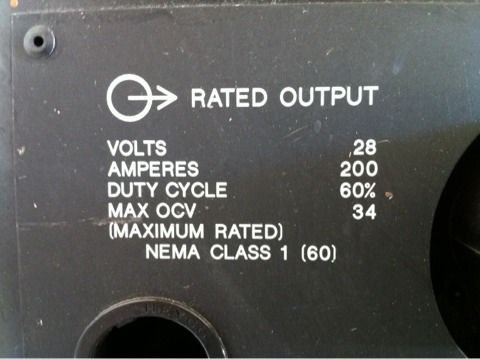 RATED OUTPUT
VOLTS 28
AMPERES 200
DUTY CYCLE 60%
MAX OCV 34
(MAXIMUM RATED)
NEMA CLASS 1 (60)